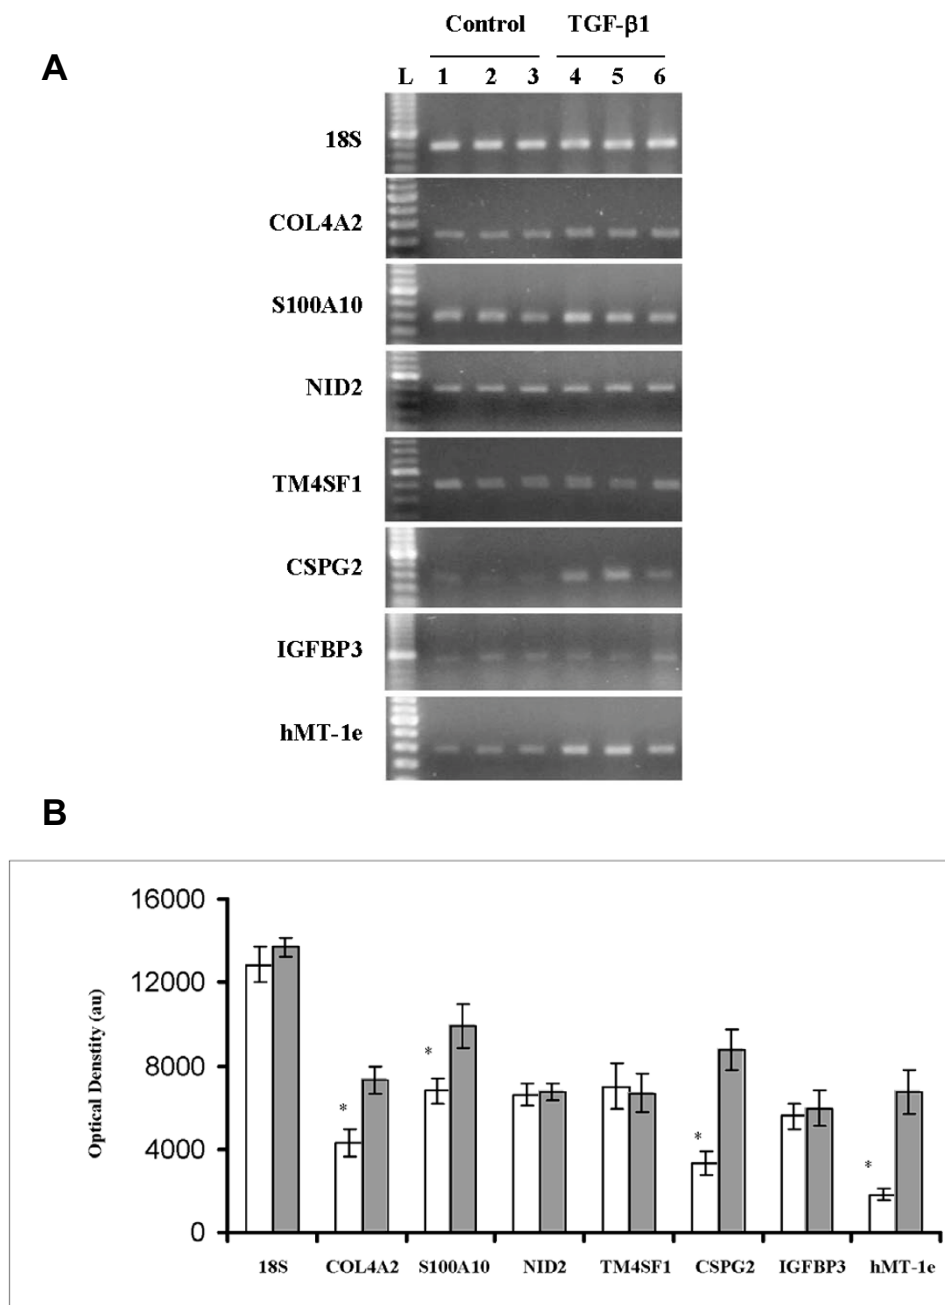 Control TGF-β1
A
L 1 2 3 4 5 6
18S
COL4A2
S100A10
NID2
TM4SF1
CSPG2
IGFBP3
hMT-1e
B
Optical Denstity (au)
16000
12000
8000
4000
0
* * * *
18S COL4A2 S100A10 NID2 TM4SF1 CSPG2 IGFBP3 hMT-1e